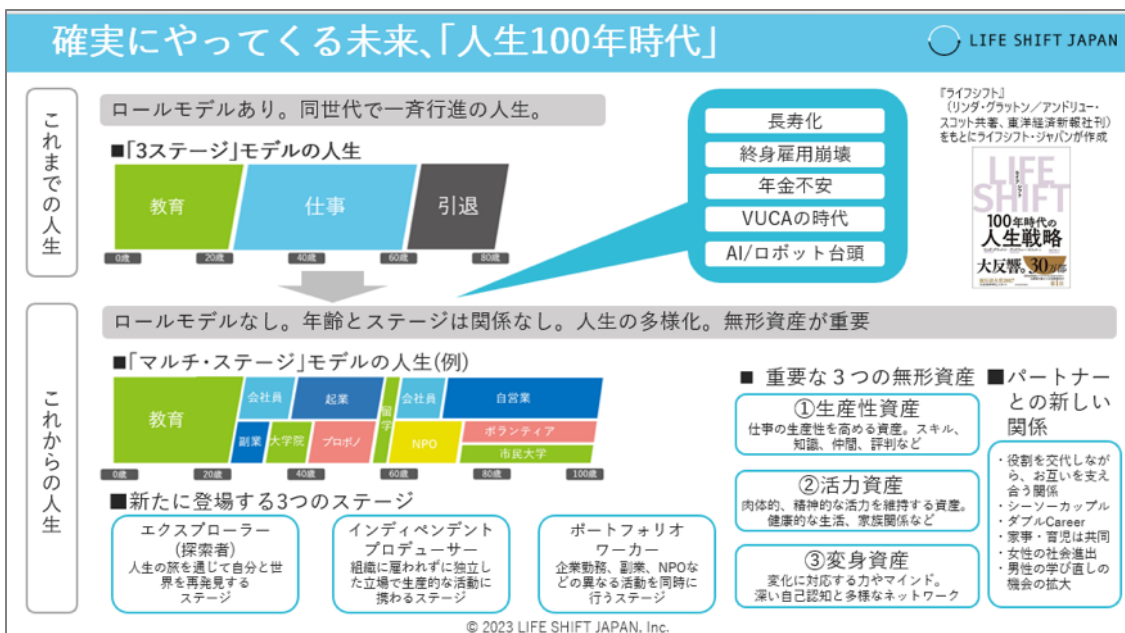 確実にやってくる未来、「人生100年時代」
LIFE SHIFT JAPAN
これまでの人生
ロールモデルあり。同世代で一斉行進の人生。
■「3ステージ」モデルの人生
教育
仕事
引退
0歳
20歳
40歳
60歳
80歳
長寿化
終身雇用崩壊
年金不安
VUCAの時代
AI/ロボット台頭
『ライフシフト』
(リンダ・グラットン/アンドリュー・
スコット共著、東洋経済新報社刊)
をもとにライフシフト・ジャパンが作成
LIFE
SHIFT
100年時代の
人生戦略
大反響。30万部
これからの人生
ロールモデルなし。年齢とステージは関係なし。人生の多様化。無形資産が重要
■「マルチ・ステージ」モデルの人生(例)
教育
会社員
起業
留学
会社員
自営業
副業
大学院
プロボノ
NPO
ボランティア
市民大学
0歳
20歳
40歳
60歳
80歳
100歳
■新たに登場する3つのステージ
エクスプローラー
(探索者)
人生の旅を通じて自分と世
界を再発見する
ステージ
インディペンデント
プロデューサー
組織に雇われずに独立し
た立場で生産的な活動に
携わるステージ
ポートフォリオ
ワーカー
企業勤務、副業、NPOな
どの異なる活動を同時に
行うステージ
■ 重要な3つの無形資産
①生産性資産
仕事の生産性を高める資産。スキル、
知識、仲間、評判など
②活力資産
肉体的、精神的な活力を維持する資産。
健康的な生活、家族関係など
③変身資産
変化に対応する力やマインド。
深い自己認知と多様なネットワーク
■パートナー
との新しい
関係
・役割を交代しなが
ら、お互いを支え
合う関係
・シーソーカップル
・ダブルCareer
・家事・育児は共同
・女性の社会進出
・男性の学び直しの
機会の拡大
© 2023 LIFE SHIFT JAPAN. Inc.